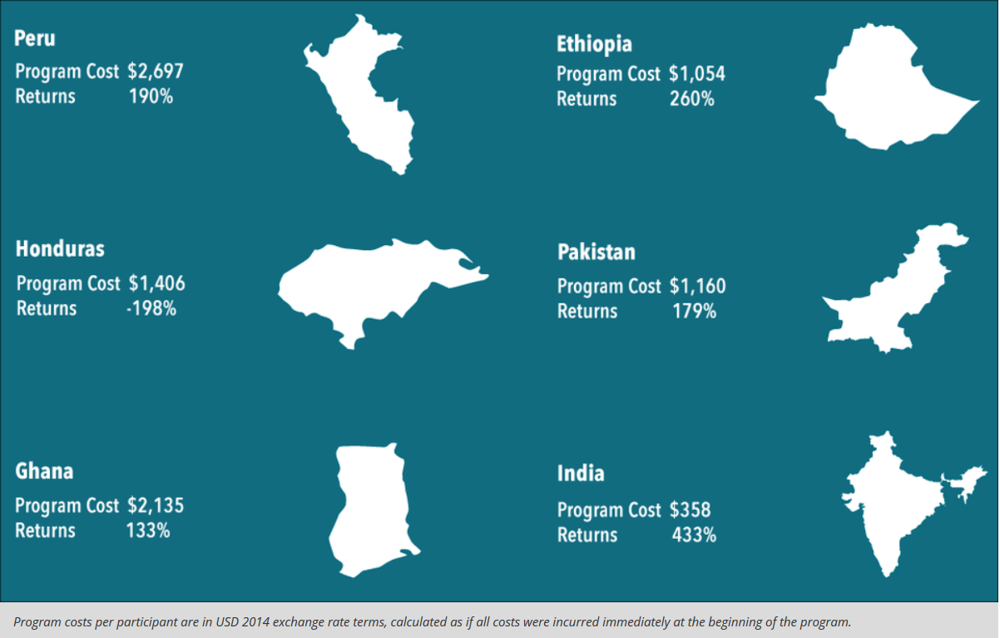 Peru
Program Cost $2,697
Returns 190%
Ethiopia
Program Cost $1,054
Returns 260%
Honduras
Program Cost $1,406
Returns -198%
Pakistan
Program Cost $1,160
Returns 179%
Ghana
Program Cost $2,135
Returns 133%
India
Program Cost $358
Returns 433%
Program costs per participant are in USD 2014 exchange rate terms, calculated as if all costs were incurred immediately at the beginning of the program.